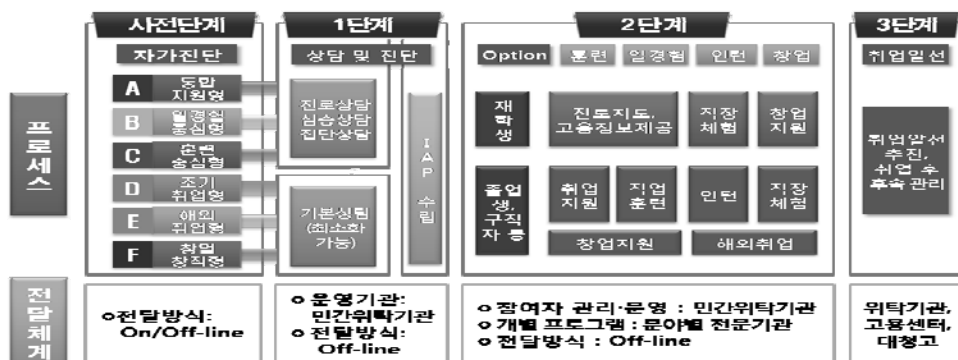 사전단계
1단계
2단계
3단계
자가진단
상담 및 진단
Option
훈련
일경험
인턴
창업
취업알선
프로세스
A 통합
지원형
B 일경험
중심형
C 훈련
중심형
D 조기
취업형
E 해외
취업형
F 창업
창직형
진로상담
심층상담
집단상담
기본상담
(최소화
가능)
IAP 수립
재학생
진로지도,
고용정보제공
직장
체험
창업
지원
졸업
생,
구직
자 등
취업
지원
직업
훈련
인턴
직장
체험
창업지원
해외취업
취업알선
추진,
취업 후
후속 관리
전달체계
전달방식:
On/Off-line
운영기관:
민간위탁기관
전달방식:
Off-line
참여자 관리·운영 : 민간위탁기관
개별 프로그램 : 분야별 전문기관
전달방식 : Off-line
위탁기관,
고용센터,
대청고